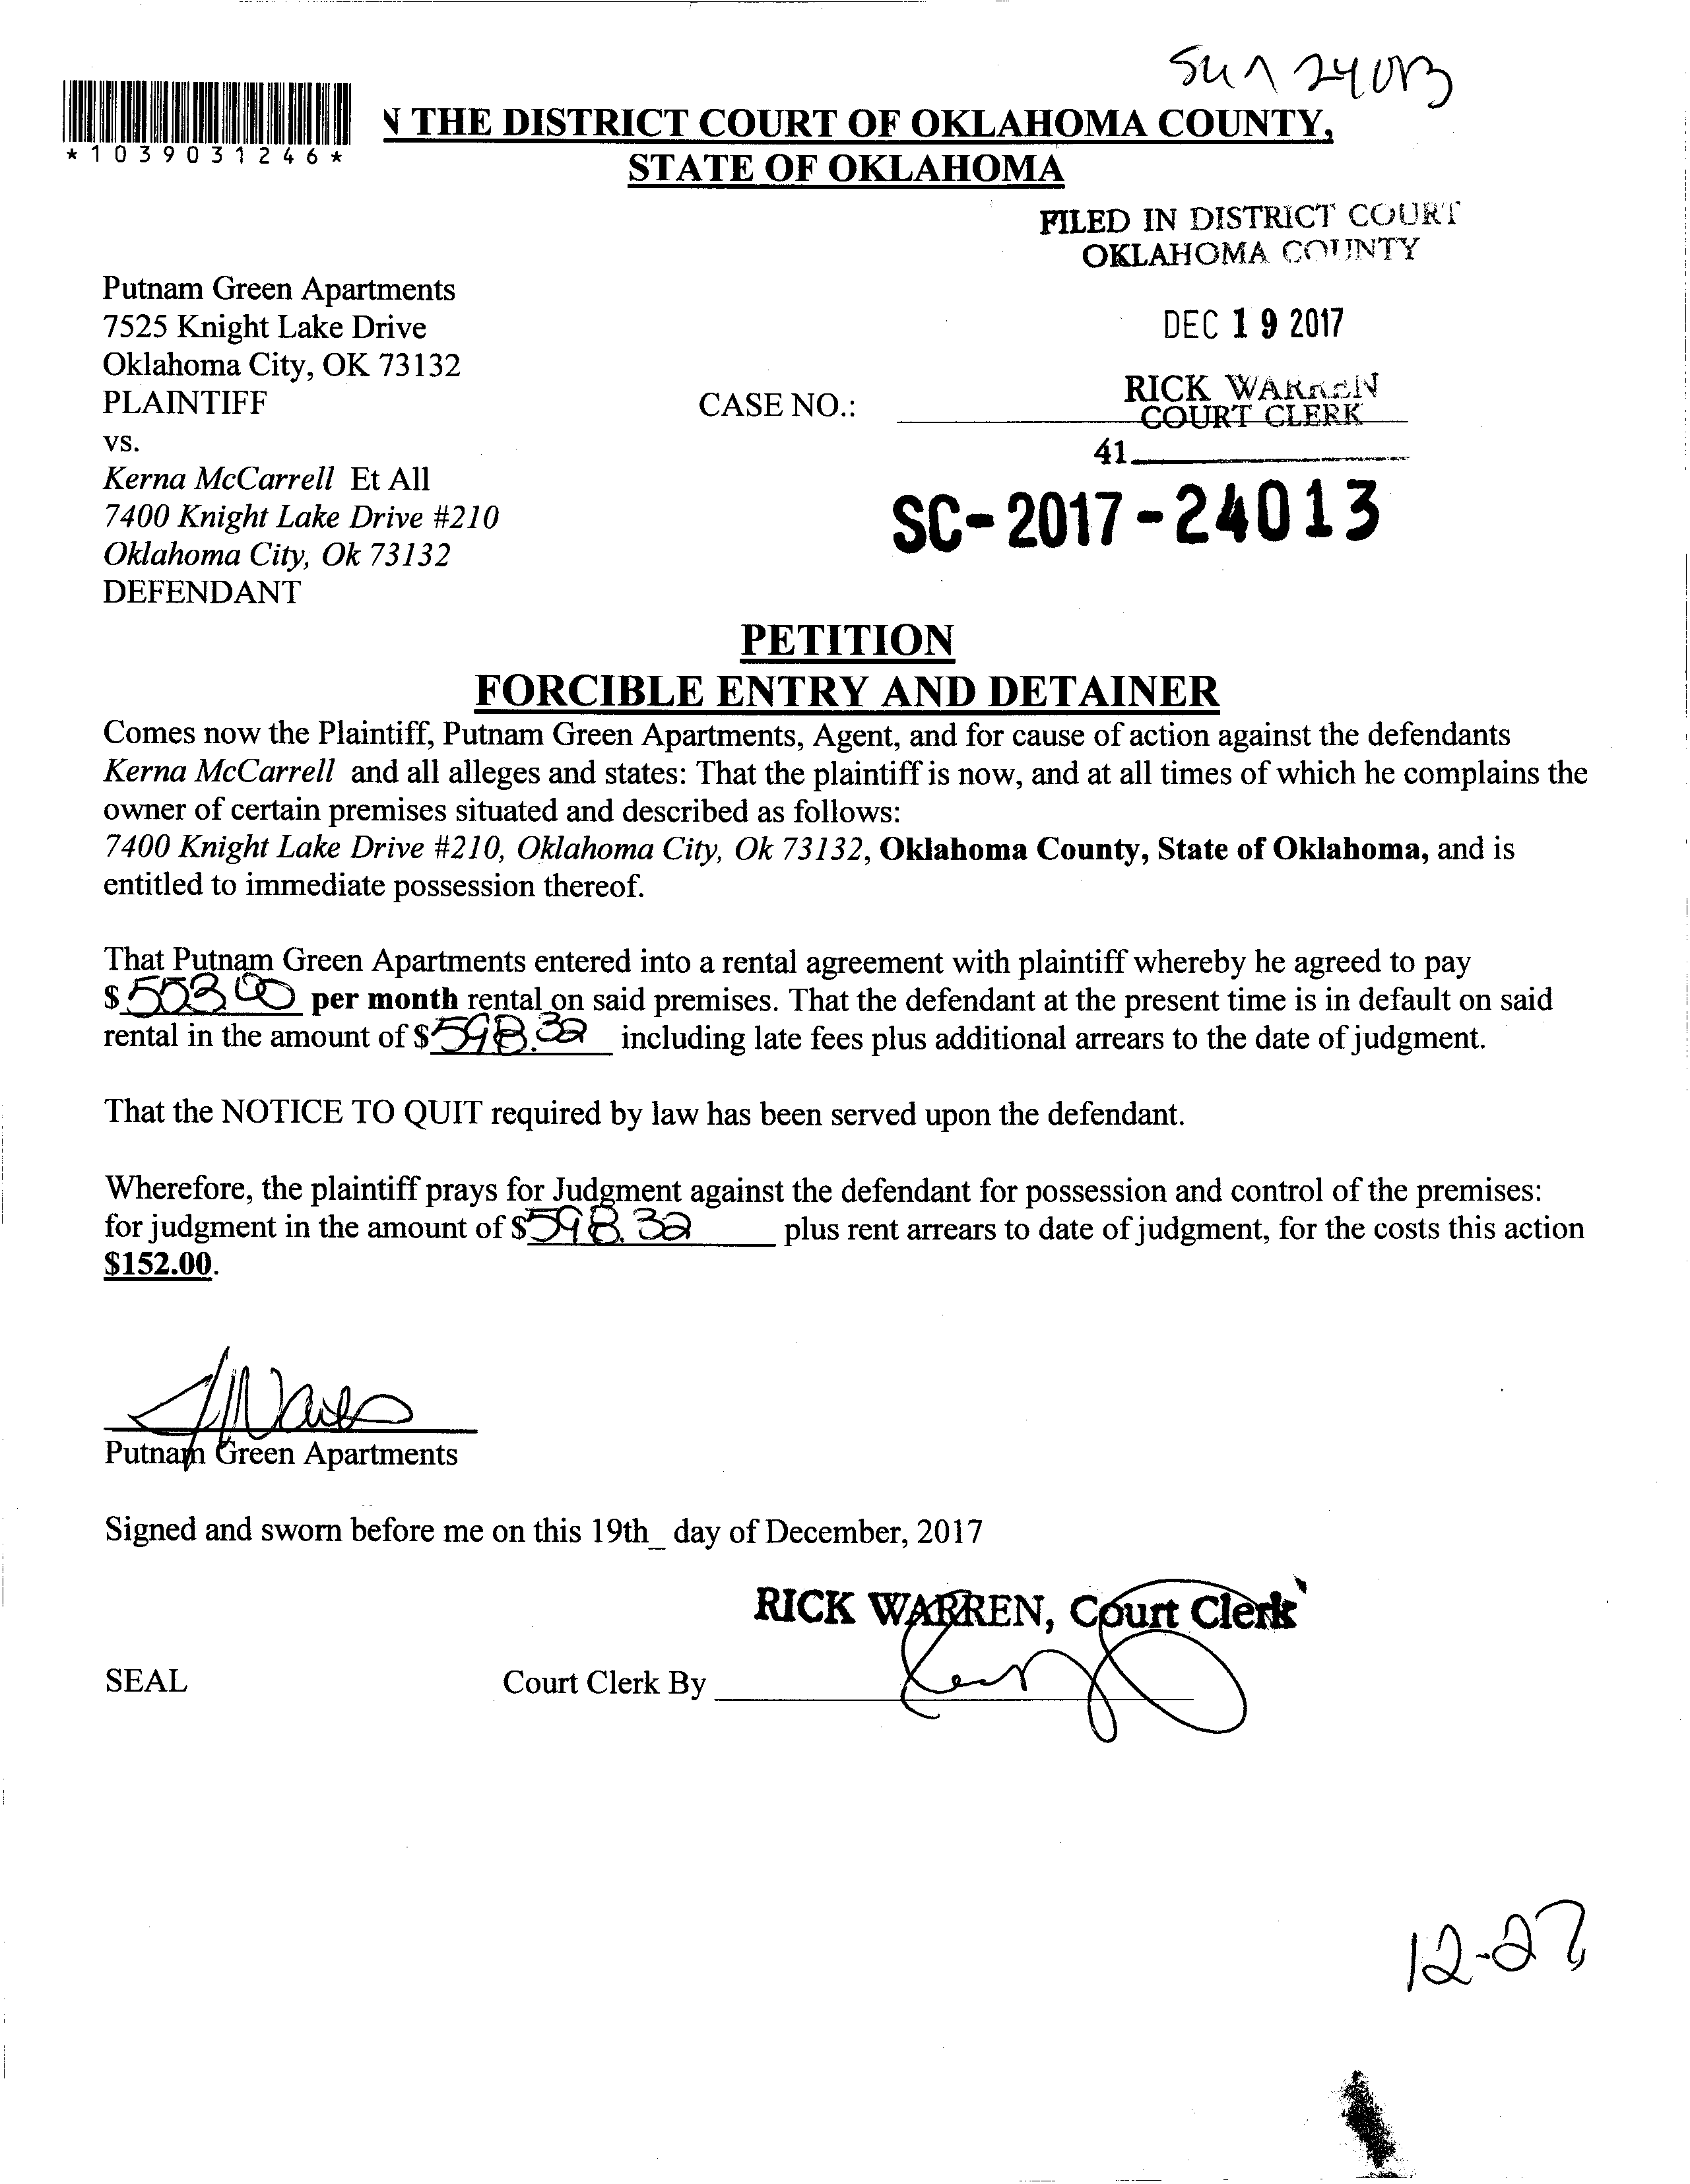 *1039031246*
THE DISTRICT COURT OF OKLAHOMA COUNTY,
STATE OF OKLAHOMA
FILED IN DISTRICT COURT
OKLAHOMA COUNTY
DEC 19 2017
RICK WARREN
COURT CLERK
41
Putnam Green Apartments
7525 Knight Lake Drive
Oklahoma City, OK 73132
PLAINTIFF
CASE NO.:
vs.
Kerna McCarrell Et All
7400 Knight Lake Drive #210
Oklahoma City, Ok 73132
DEFENDANT
SC-2017-24013
PETITION
FORCIBLE ENTRY AND DETAINER
Comes now the Plaintiff, Putnam Green Apartments, Agent, and for cause of action against the defendants
Kerna McCarrell and all alleges and states: That the plaintiff is now, and at all times of which he complains the
owner of certain premises situated and described as follows:
7400 Knight Lake Drive #210, Oklahoma City, Ok 73132, Oklahoma County, State of Oklahoma, and is
entitled to immediate possession thereof.
That Putnam Green Apartments entered into a rental agreement with plaintiff whereby he agreed to pay
$ 503.00 per month rental on said premises. That the defendant at the present time is in default on said
rental in the amount of $ 598.32 including late fees plus additional arrears to the date of judgment.
That the NOTICE TO QUIT required by law has been served upon the defendant.
Wherefore, the plaintiff prays for Judgment against the defendant for possession and control of the premises:
for judgment in the amount of $ 598.32 plus rent arrears to date of judgment, for the costs this action
$152.00.
Putnam Green Apartments
Signed and sworn before me on this 19th_ day of December, 2017
RICK WARREN, Court Clerk
SEAL
Court Clerk By
12-27